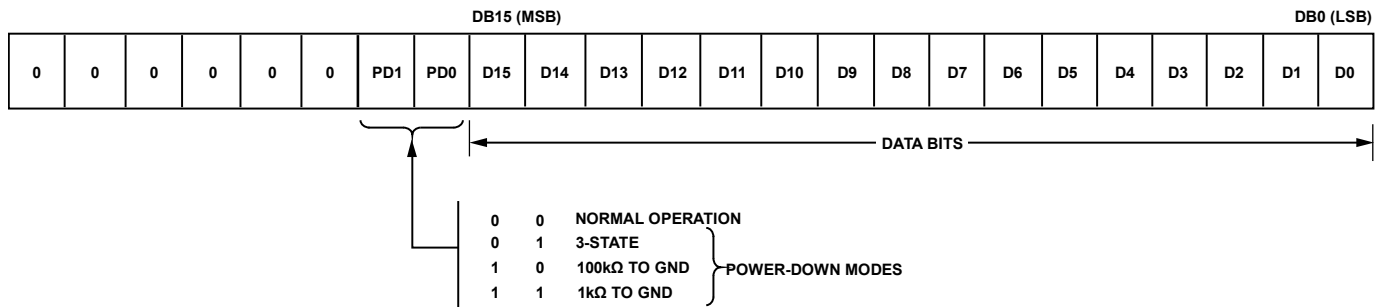 DB15 (MSB) DB0 (LSB)
0 0 0 0 0 0 PD1 PD0 D15 D14 D13 D12 D11 D10 D9 D8 D7 D6 D5 D4 D3 D2 D1 D0
DATA BITS
0 0 NORMAL OPERATION
0 1 3-STATE
1 0 100kΩ TO GND POWER-DOWN MODES
1 1 1kΩ TO GND